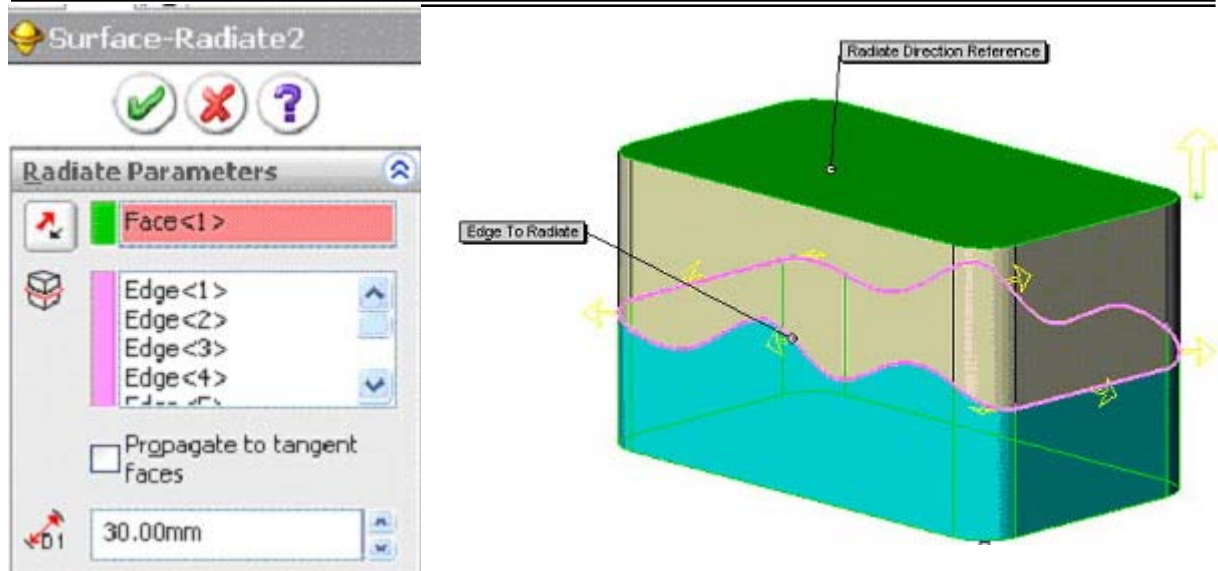 Surface-Radiate2
Radiate Parameters
Face<1>
Edge<1>
Edge<2>
Edge<3>
Edge<4>
Propagate to tangent
faces
D1
30.00mm
Radiate Direction Reference
Edge To Radiate